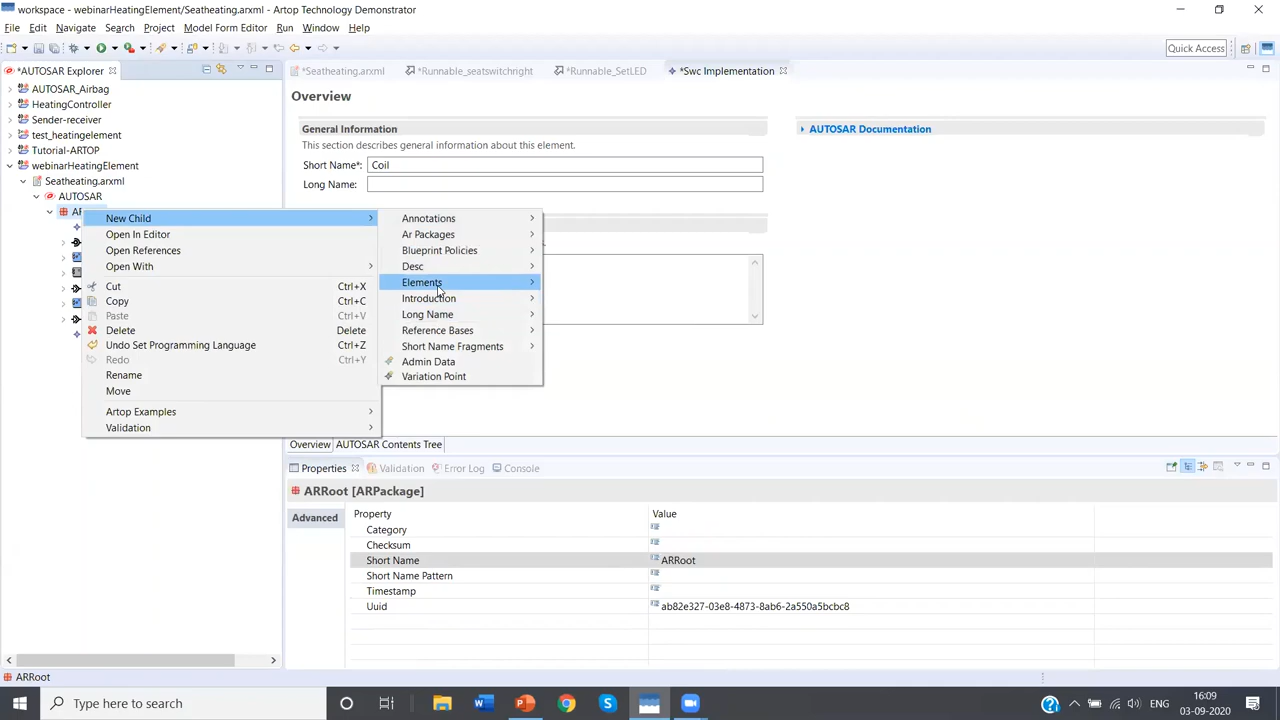 workspace - webinarHeatingElement/Seatheating.arxml - Artop Technology Demonstrator
File Edit Navigate Search Project Model Form Editor Run Window Help
Quick Access
*AUTOSAR Explorer
AUTOSAR_Airbag
HeatingController
Sender-receiver
test_heatingelement
Tutorial-ARTOP
webinarHeatingElement
Seatheating.arxml
AUTOSAR
AR
New Child
Open In Editor
Open References
Open With
Cut Ctrl+X
Copy Ctrl+C
Paste Ctrl+V
Delete Delete
Undo Set Programming Language Ctrl+Z
Redo Ctrl+Y
Rename
Move
Artop Examples
Validation
Annotations
Ar Packages
Blueprint Policies
Desc
Elements
Introduction
Long Name
Reference Bases
Short Name Fragments
Admin Data
Variation Point
*Seatheating.arxml *Runnable_seatswitchright *Runnable_SetLED *Swc Implementation
Overview
General Information
This section describes general information about this element.
Short Name*: Coil
Long Name:
AUTOSAR Documentation
Overview AUTOSAR Contents Tree
Properties Validation Error Log Console
ARRoot [ARPackage]
Advanced
Property Value
Category
Checksum
Short Name ARRoot
Short Name Pattern
Timestamp
Uuid ab82e327-03e8-4873-8ab6-2a550a5bcbc8
ARRoot
Type here to search
ENG
16:09
03-09-2020